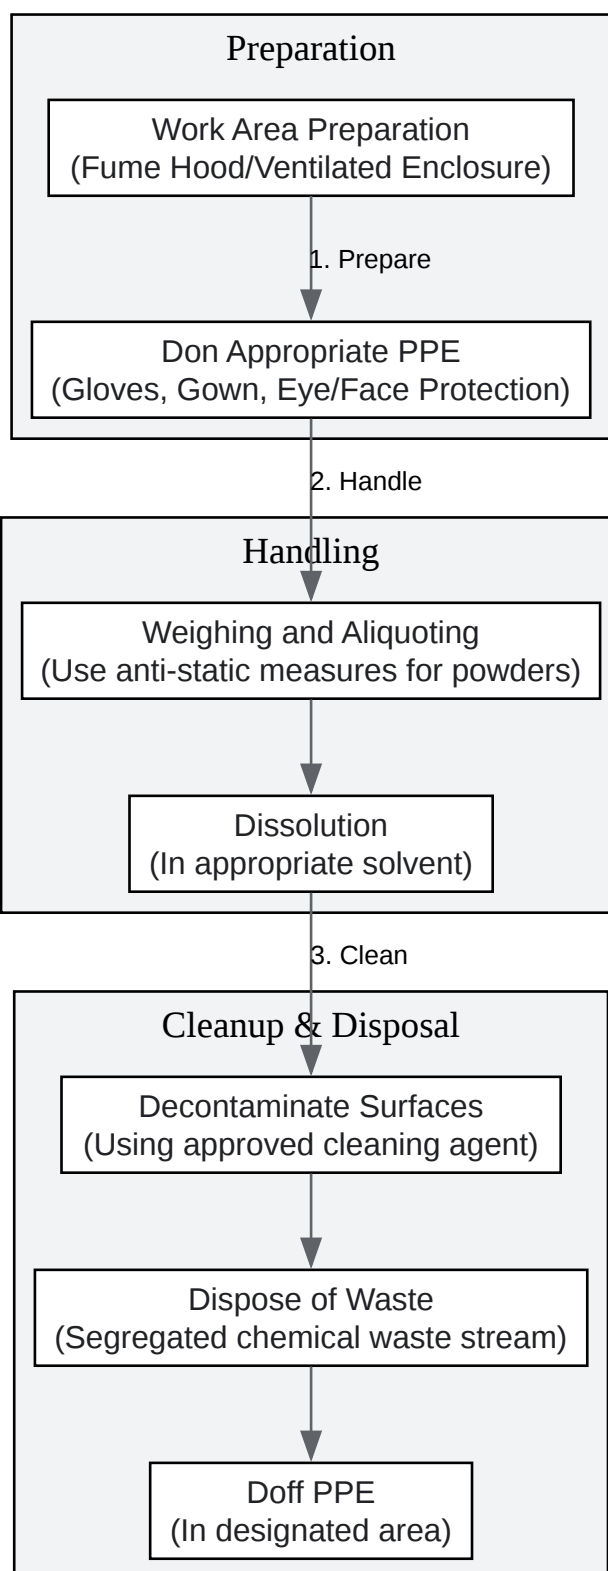 Preparation
Work Area Preparation
(Fume Hood/Ventilated Enclosure)
1. Prepare
Don Appropriate PPE
(Gloves, Gown, Eye/Face Protection)
2. Handle
Handling
Weighing and Aliquoting
(Use anti-static measures for powders)
Dissolution
(In appropriate solvent)
3. Clean
Cleanup & Disposal
Decontaminate Surfaces
(Using approved cleaning agent)
Dispose of Waste
(Segregated chemical waste stream)
Doff PPE
(In designated area)